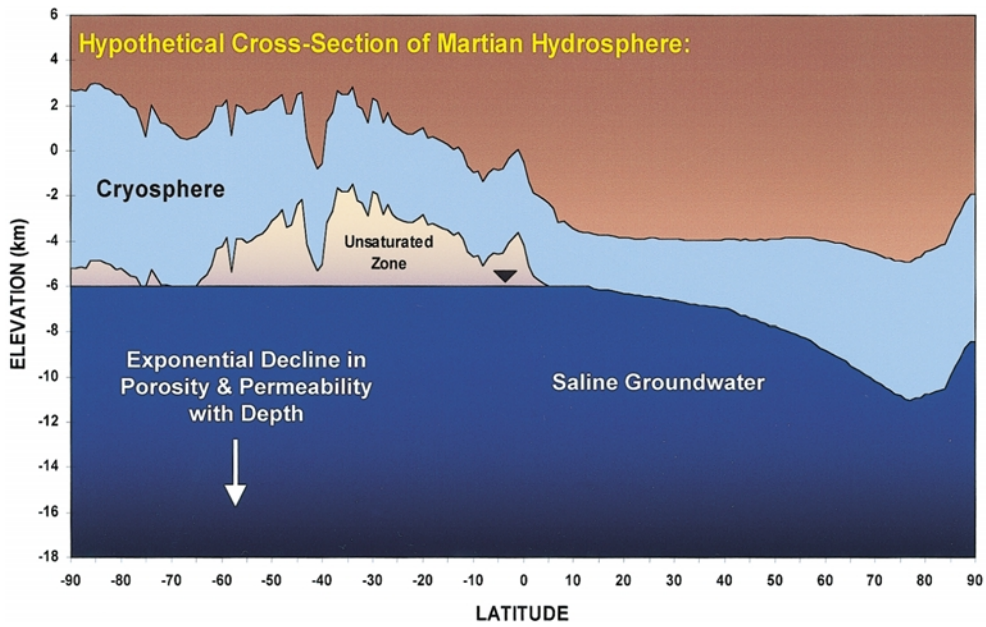 Hypothetical Cross-Section of Martian Hydrosphere:
6
4
2
0
-2
-4
-6
-8
-10
-12
-14
-16
-18
ELEVATION (km)
Cryosphere
Unsaturated
Zone
Exponential Decline in
Porosity & Permeability
with Depth
Saline Groundwater
-90 -80 -70 -60 -50 -40 -30 -20 -10 0 10 20 30 40 50 60 70 80 90
LATITUDE